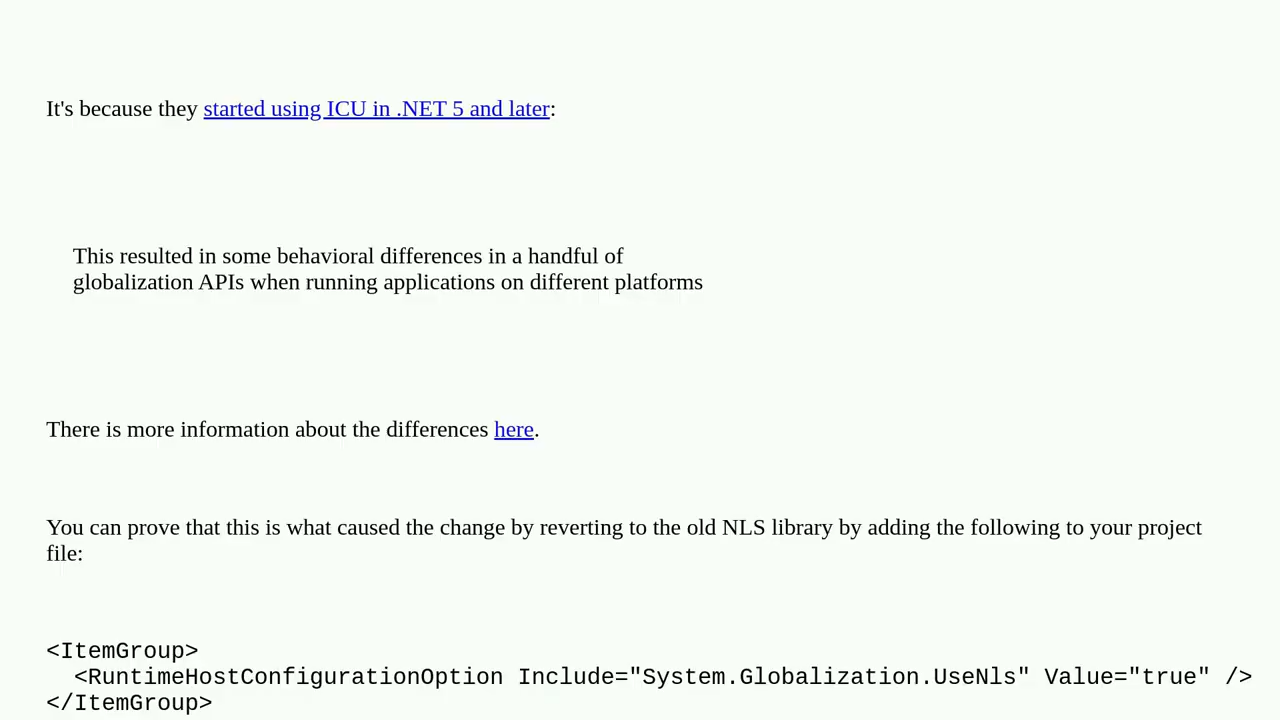 It's because they started using ICU in .NET 5 and later:
This resulted in some behavioral differences in a handful of
globalization APIs when running applications on different platforms
There is more information about the differences here.
You can prove that this is what caused the change by reverting to the old NLS library by adding the following to your project
file:
<ItemGroup>
  <RuntimeHostConfigurationOption Include="System.Globalization.UseNls" Value="true" />
</ItemGroup>